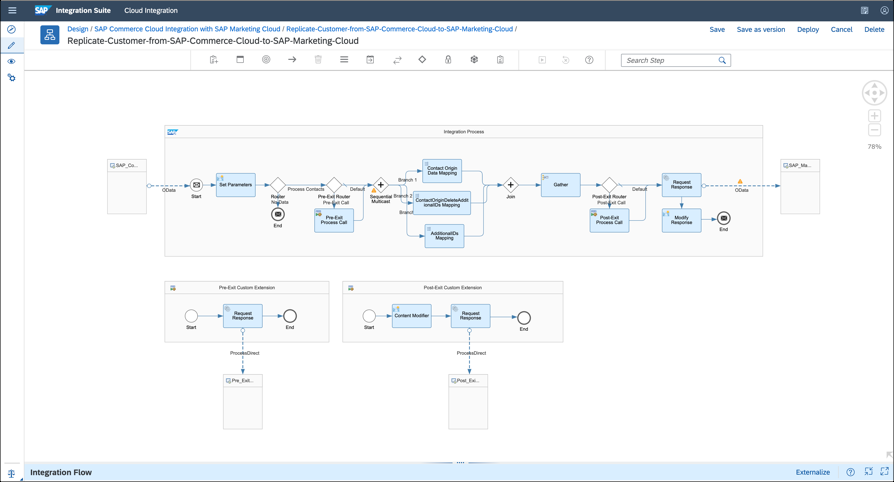 SAP Integration Suite Cloud Integration
Design / SAP Commerce Cloud Integration with SAP Marketing Cloud / Replicate-Customer-from-SAP-Commerce-Cloud-to-SAP-Marketing-Cloud /
Replicate-Customer-from-SAP-Commerce-Cloud-to-SAP-Marketing-Cloud
Save Save as version Deploy Cancel Delete
Search Step
78%
SAP Integration Process
SAP_Co...
OData
Start
Set Parameters
Router
No Data
End
Process Contacts
Pre-Exit Router
Pre-Exit Call
Default
Pre-Exit
Process Call
Sequential
Multicast
Branch 1
Branch 2
Branch
Contact Origin
Data Mapping
ContactOriginDeleteAddit
ionalIDs Mapping
AdditionalIDs
Mapping
Join
Gather
Post-Exit Router
Post-Exit Call
Default
Post-Exit
Process Call
Request
Response
Modify
Response
End
OData
SAP_Ma...
Pre-Exit Custom Extension
Start
Request
Response
End
ProcessDirect
Pre_Exit...
Post-Exit Custom Extension
Start
Content Modifier
Request
Response
End
ProcessDirect
Post_Exi...
Integration Flow
Externalize